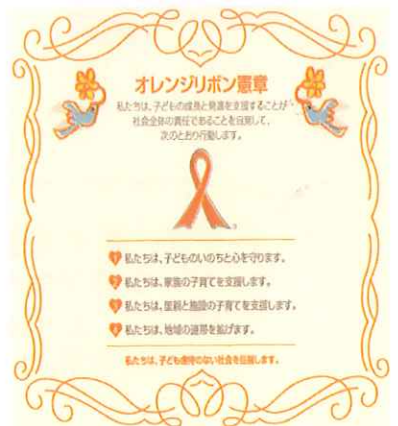 オレンジリボン憲章
私たちは、子どもの成長と発達を支援することが
社会全体の責任であることを自覚して、
次のとおり行動します。
1 私たちは、子どものいのちと心を守ります。
2 私たちは、家族の子育てを支援します。
3 私たちは、里親と施設の子育てを支援します。
4 私たちは、地域の連帯を拡げます。
私たちは、子ども虐待のない社会を目指します。